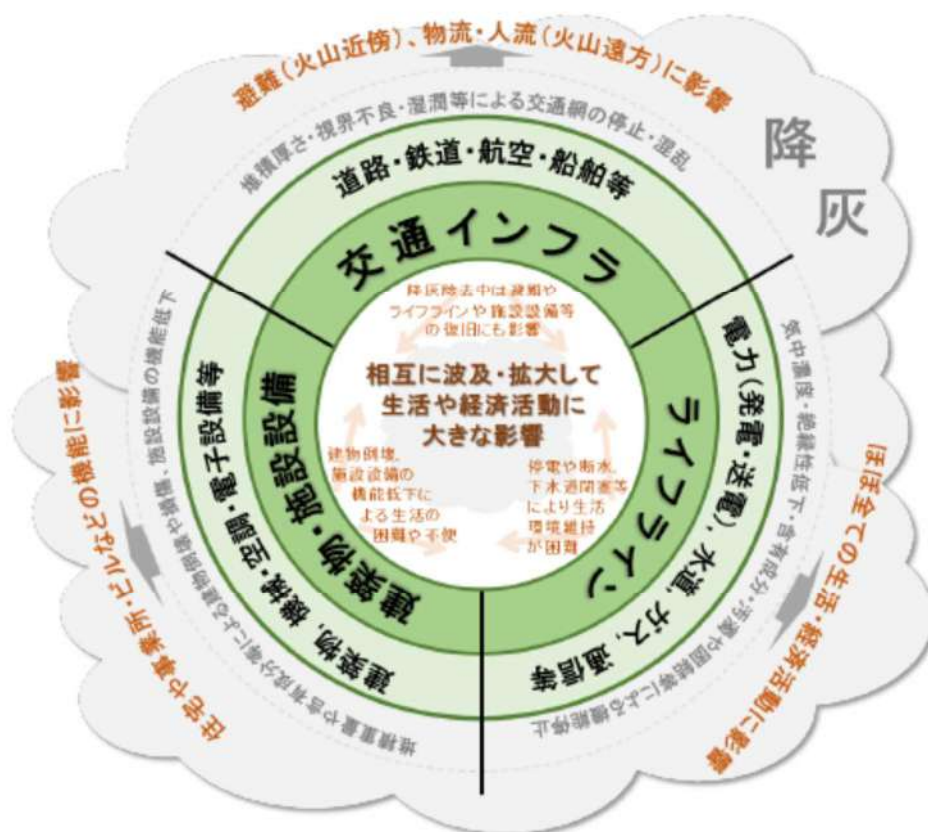 避難(火山近傍)、物流・人流(火山遠方)に影響
堆積厚さ・視界不良・湿潤等による交通網の停止・混乱
降灰
道路・鉄道・航空・船舶等
交通インフラ
降灰除去中は避難や
ライフラインや施設設備等
の復旧にも影響
相互に波及・拡大して
生活や経済活動に
大きな影響
建物倒壊、
施設設備の
機能低下に
よる生活の
困難や不便
停電や断水、
下水道閉塞等
により生活
環境維持
が困難
ライフライン
電力(発電・送電)、水道、ガス、通信等
気中濃度・絶縁性低下・含有成分・汚濁や固結等による機能停止
ほぼ全ての生活・経済活動に影響
建築物・施設設備
建築物、機械・空調・電子設備等
堆積重量や含有成分等による建物倒壊や損傷、施設設備の機能低下
住宅や事業所・ビルなどの機能に影響